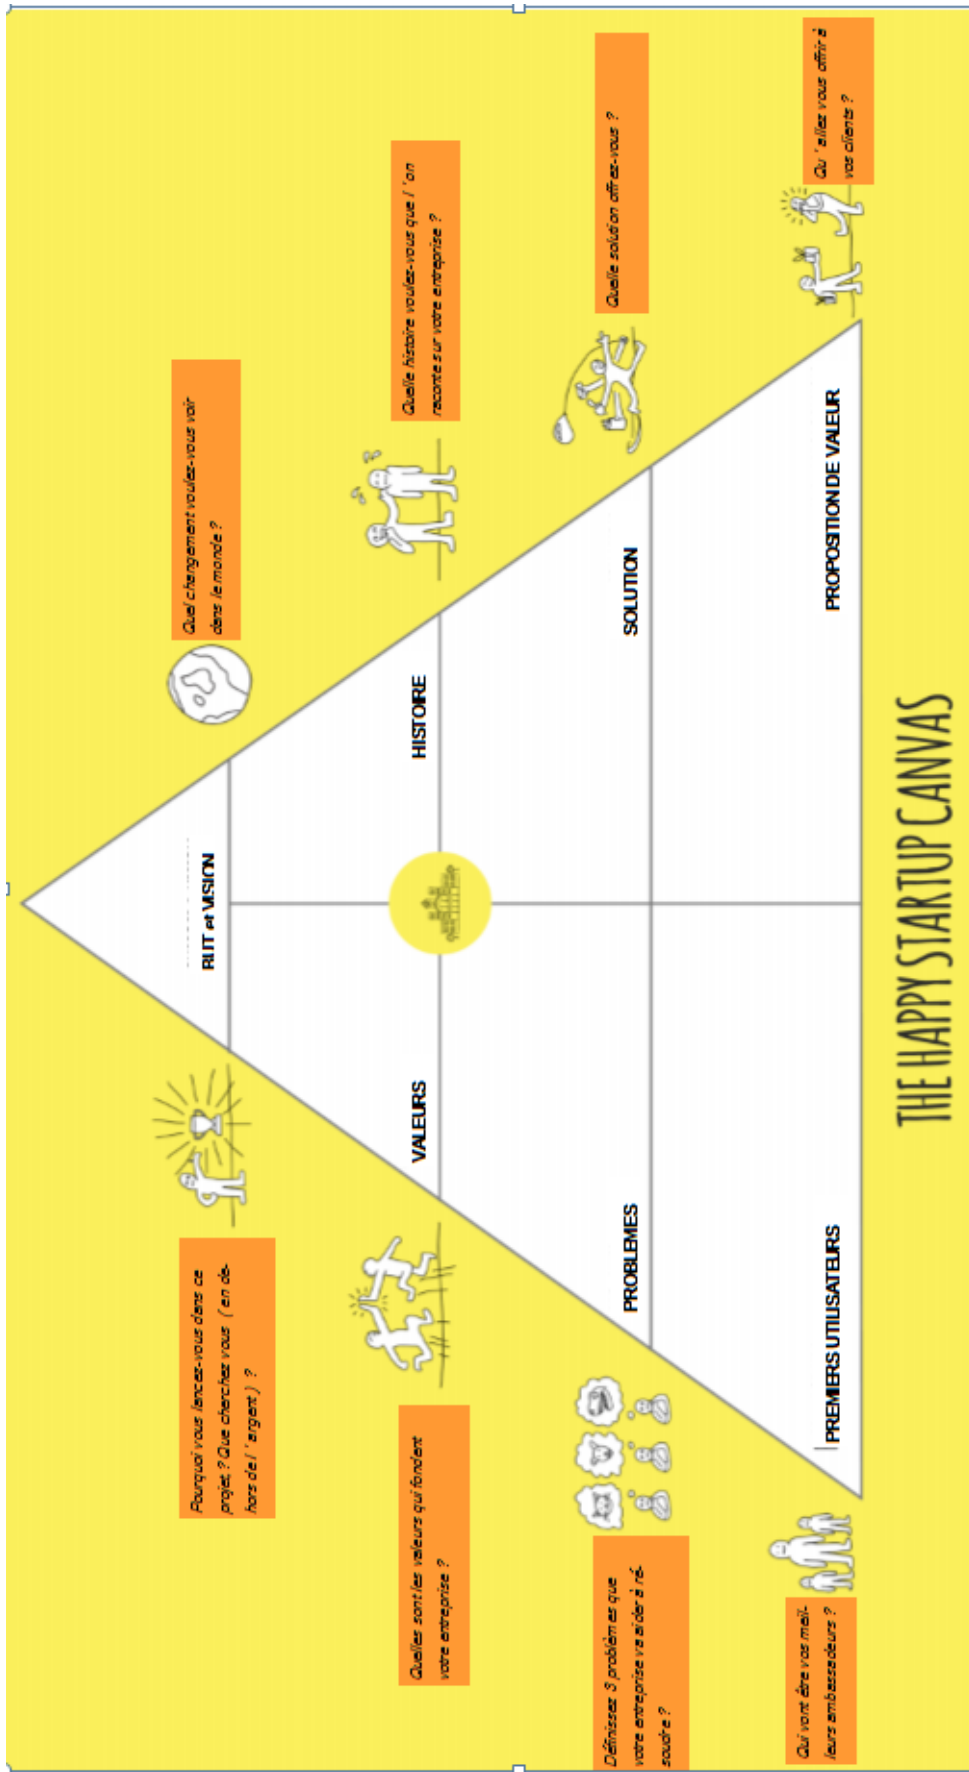 Pourquoi vous lancez-vous dans ce
projet ? Que cherchez vous ( en de-
hors de l 'argent ) ?
Quel changement voulez-vous voir
dans le monde ?
BUT et VISION
Quelles sont les valeurs qui fondent
votre entreprise ?
Quelle histoire voulez-vous que l 'on
raconte sur votre entreprise ?
VALEURS
HISTOIRE
Définissez 3 problèmes que
votre entreprise va aider à ré-
soudre ?
Quelle solution offrez-vous ?
PROBLEMES
SOLUTION
Qui vont être vos meil-
leurs ambassadeurs ?
Qu 'allez vous offrir à
vos clients ?
PREMIERS UTILISATEURS
PROPOSITION DE VALEUR
THE HAPPY STARTUP CANVAS